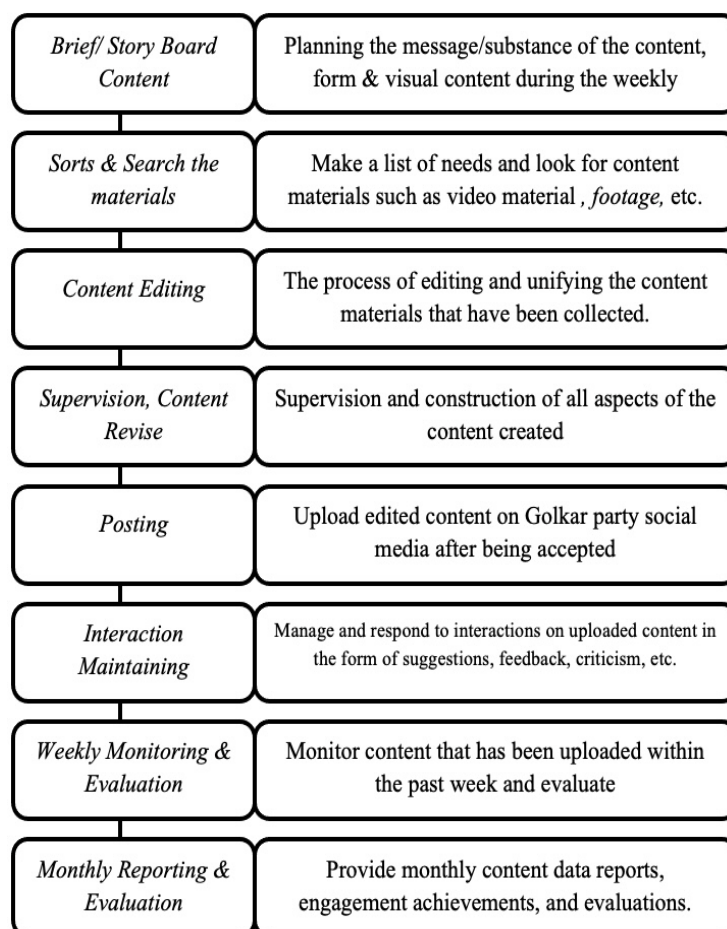 Brief/ Story Board
Content
Planning the message/substance of the content,
form & visual content during the weekly
Sorts & Search the
materials
Make a list of needs and look for content
materials such as video material , footage, etc.
Content Editing
The process of editing and unifying the content
materials that have been collected.
Supervision, Content
Revise
Supervision and construction of all aspects of the
content created
Posting
Upload edited content on Golkar party social
media after being accepted
Interaction
Maintaining
Manage and respond to interactions on uploaded content in
the form of suggestions, feedback, criticism, etc.
Weekly Monitoring &
Evaluation
Monitor content that has been uploaded within
the past week and evaluate
Monthly Reporting &
Evaluation
Provide monthly content data reports,
engagement achievements, and evaluations.